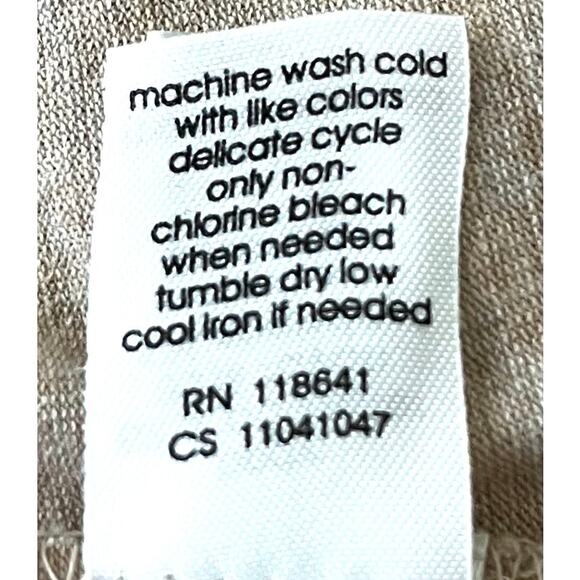 machine wash cold
with like colors
delicate cycle
only non-
chlorine bleach
when needed
tumble dry low
cool iron if needed
RN 118641
CS 11041047